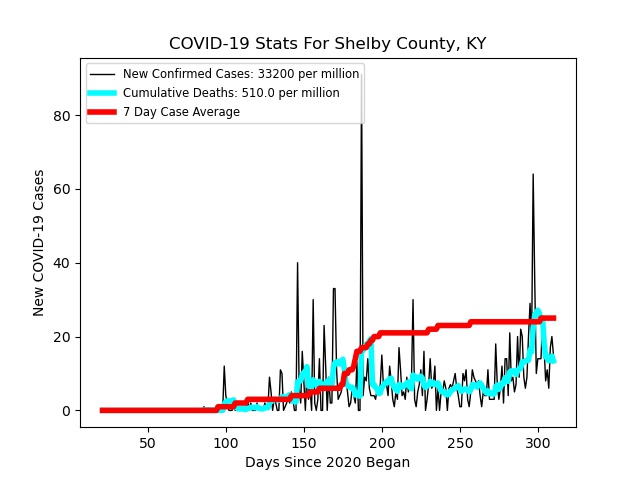 COVID-19 Stats For Shelby County, KY
New Confirmed Cases: 33200 per million
Cumulative Deaths: 510.0 per million
7 Day Case Average
New COVID-19 Cases
80
60
40
20
0
50 100 150 200 250 300
Days Since 2020 Began